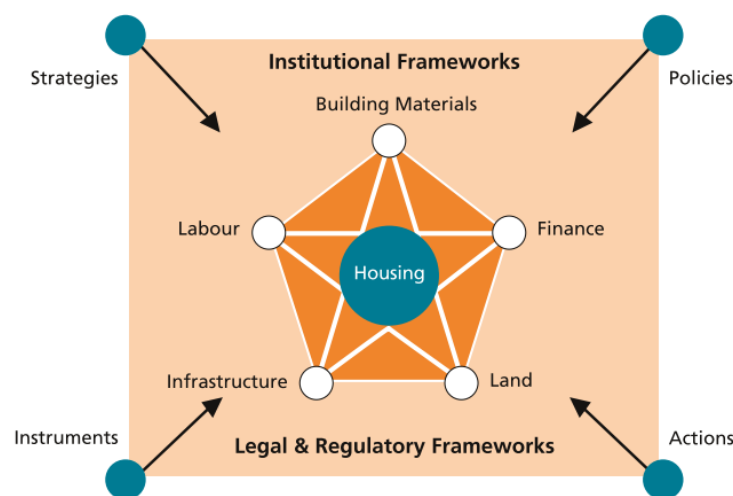 Institutional Frameworks
Strategies
Policies
Building Materials
Labour
Finance
Housing
Infrastructure
Land
Instruments
Legal & Regulatory Frameworks
Actions